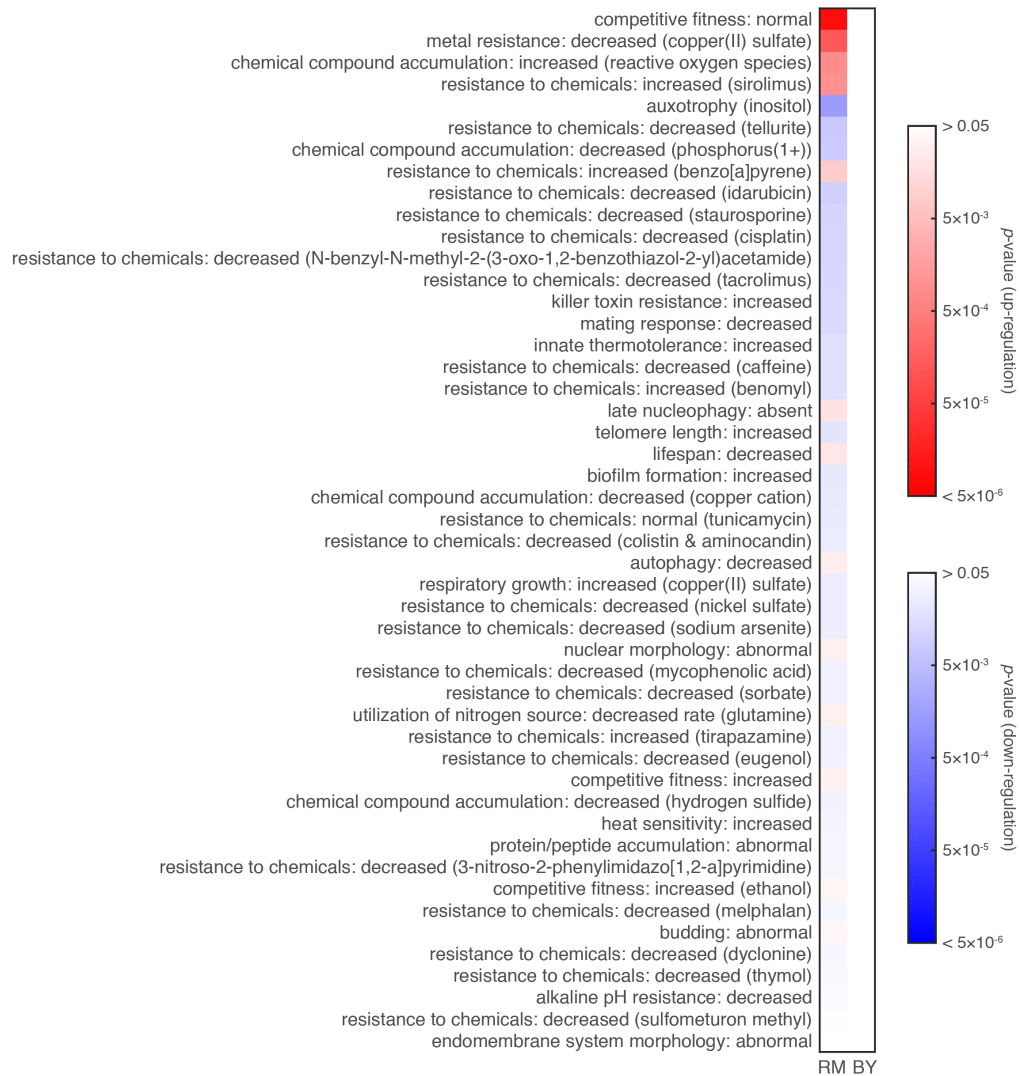 competitive fitness: normal
metal resistance: decreased (copper(II) sulfate)
chemical compound accumulation: increased (reactive oxygen species)
resistance to chemicals: increased (sirolimus)
auxotrophy (inositol)
resistance to chemicals: decreased (tellurite)
chemical compound accumulation: decreased (phosphorus(1+))
resistance to chemicals: increased (benzo[a]pyrene)
resistance to chemicals: decreased (idarubicin)
resistance to chemicals: decreased (staurosporine)
resistance to chemicals: decreased (cisplatin)
resistance to chemicals: decreased (N-benzyl-N-methyl-2-(3-oxo-1,2-benzothiazol-2-yl)acetamide)
resistance to chemicals: decreased (tacrolimus)
killer toxin resistance: increased
mating response: decreased
innate thermotolerance: increased
resistance to chemicals: decreased (caffeine)
resistance to chemicals: increased (benomyl)
late nucleophagy: absent
telomere length: increased
lifespan: decreased
biofilm formation: increased
chemical compound accumulation: decreased (copper cation)
resistance to chemicals: normal (tunicamycin)
resistance to chemicals: decreased (colistin & aminocandin)
autophagy: decreased
respiratory growth: increased (copper(II) sulfate)
resistance to chemicals: decreased (nickel sulfate)
resistance to chemicals: decreased (sodium arsenite)
nuclear morphology: abnormal
resistance to chemicals: decreased (mycophenolic acid)
resistance to chemicals: decreased (sorbate)
utilization of nitrogen source: decreased rate (glutamine)
resistance to chemicals: increased (tirapazamine)
resistance to chemicals: decreased (eugenol)
competitive fitness: increased
chemical compound accumulation: decreased (hydrogen sulfide)
heat sensitivity: increased
protein/peptide accumulation: abnormal
resistance to chemicals: decreased (3-nitroso-2-phenylimidazo[1,2-a]pyrimidine)
competitive fitness: increased (ethanol)
resistance to chemicals: decreased (melphalan)
budding: abnormal
resistance to chemicals: decreased (dyclonine)
resistance to chemicals: decreased (thymol)
alkaline pH resistance: decreased
resistance to chemicals: decreased (sulfometuron methyl)
endomembrane system morphology: abnormal
RM BY
> 0.05
5×10⁻³
5×10⁻⁴
5×10⁻⁵
< 5×10⁻⁶
p-value (up-regulation)
> 0.05
5×10⁻³
5×10⁻⁴
5×10⁻⁵
< 5×10⁻⁶
p-value (down-regulation)